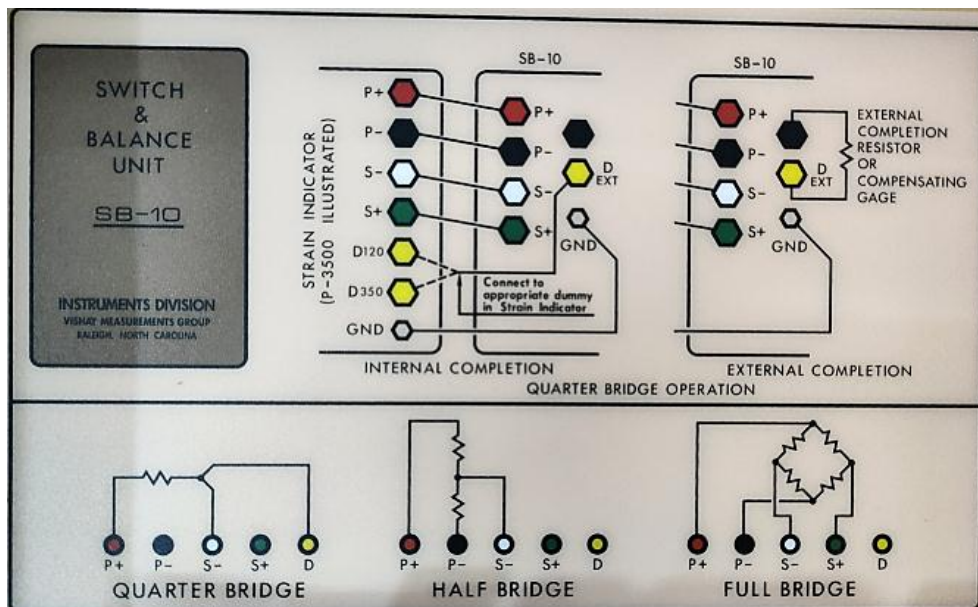 SWITCH
&
BALANCE
UNIT
SB-10
INSTRUMENTS DIVISION
VISHAY MEASUREMENTS GROUP
RALEIGH, NORTH CAROLINA
STRAIN INDICATOR
(P-3500 ILLUSTRATED)
P+
P-
S-
S+
D120
D350
GND
SB-10
P+
P-
S-
S+
D
EXT
GND
Connect to
appropriate dummy
in Strain Indicator
INTERNAL COMPLETION
SB-10
P+
P-
S-
S+
D
EXT
GND
EXTERNAL
COMPLETION
RESISTOR
OR
COMPENSATING
GAGE
EXTERNAL COMPLETION
QUARTER BRIDGE OPERATION
P+ P- S- S+ D
QUARTER BRIDGE
P+ P- S- S+ D
HALF BRIDGE
P+ P- S- S+ D
FULL BRIDGE